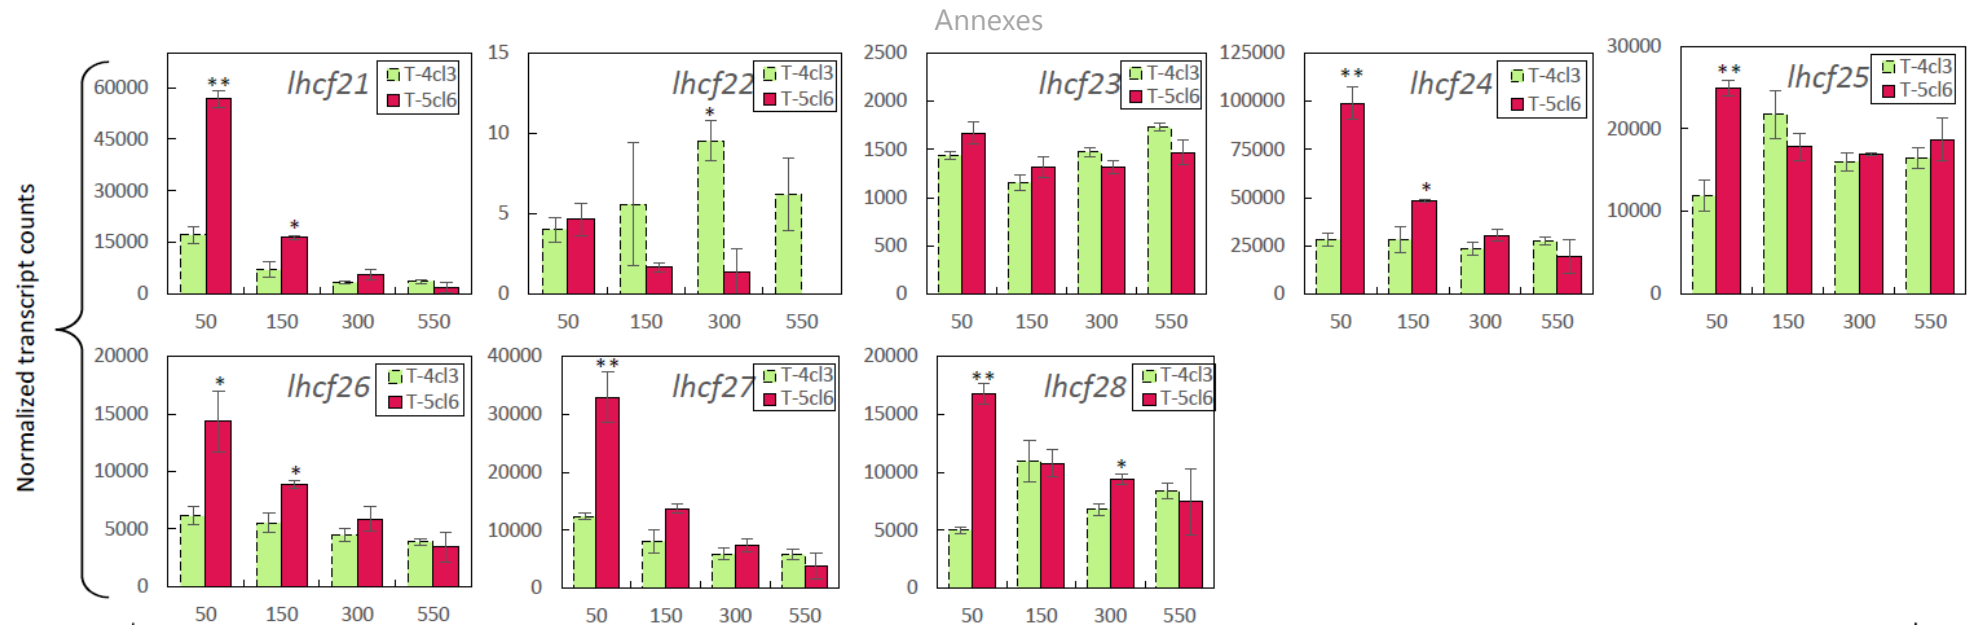 Annexes
Normalized transcript counts
lhcf21
T-4cl3
T-5cl6
60000
45000
30000
15000
0
** *
50 150 300 550
lhcf22
T-4cl3
T-5cl6
15
10
5
0
*
50 150 300 550
lhcf23
T-4cl3
T-5cl6
2500
2000
1500
1000
500
0
50 150 300 550
lhcf24
T-4cl3
T-5cl6
125000
100000
75000
50000
25000
0
** *
50 150 300 550
lhcf25
T-4cl3
T-5cl6
30000
20000
10000
0
**
50 150 300 550
lhcf26
T-4cl3
T-5cl6
20000
15000
10000
5000
0
* *
50 150 300 550
lhcf27
T-4cl3
T-5cl6
40000
30000
20000
10000
0
**
50 150 300 550
lhcf28
T-4cl3
T-5cl6
20000
15000
10000
5000
0
** *
50 150 300 550